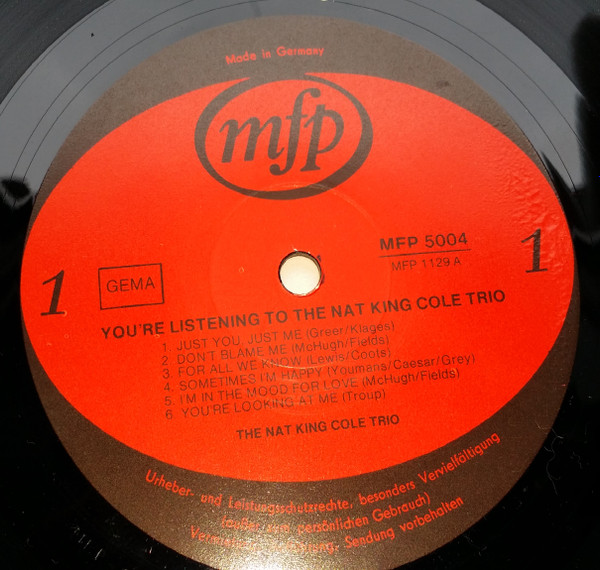 Made in Germany
mfp
MFP 5004
MFP 1129 A
1
GEMA
1
YOU'RE LISTENING TO THE NAT KING COLE TRIO
1. JUST YOU, JUST ME (Greer/Klages)
2. DON'T BLAME ME (McHugh/Fields)
3. FOR ALL WE KNOW (Lewis/Coots)
4. SOMETIMES I'M HAPPY (Youmans/Caesar/Grey)
5. I'M IN THE MOOD FOR LOVE (McHugh/Fields)
6. YOU'RE LOOKING AT ME (Troup)
THE NAT KING COLE TRIO
Urheber- und Leistungsschutzrechte, besonders Vervielfältigung
(außer zum persönlichen Gebrauch)
Sendung vorbehalten